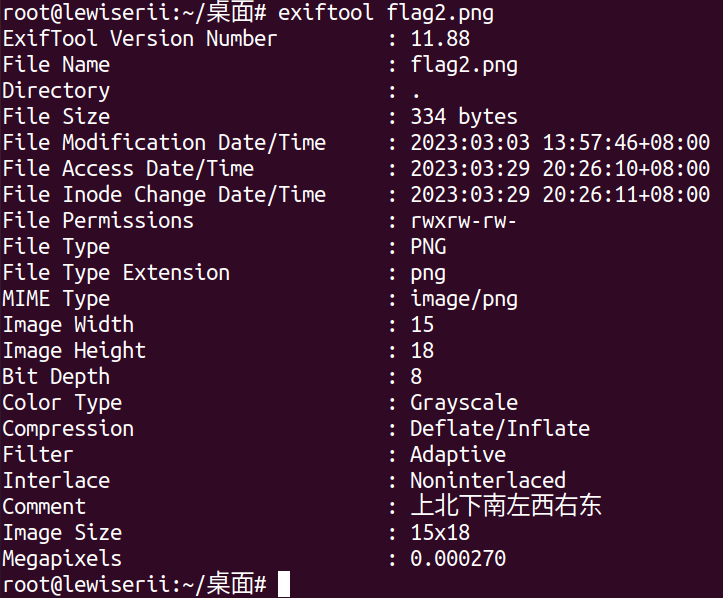 root@lewiserii:~/桌面# exiftool flag2.png
ExifTool Version Number : 11.88
File Name : flag2.png
Directory : .
File Size : 334 bytes
File Modification Date/Time : 2023:03:03 13:57:46+08:00
File Access Date/Time : 2023:03:29 20:26:10+08:00
File Inode Change Date/Time : 2023:03:29 20:26:11+08:00
File Permissions : rwxrw-rw-
File Type : PNG
File Type Extension : png
MIME Type : image/png
Image Width : 15
Image Height : 18
Bit Depth : 8
Color Type : Grayscale
Compression : Deflate/Inflate
Filter : Adaptive
Interlace : Noninterlaced
Comment : 上北下南左西右东
Image Size : 15x18
Megapixels : 0.000270
root@lewiserii:~/桌面#